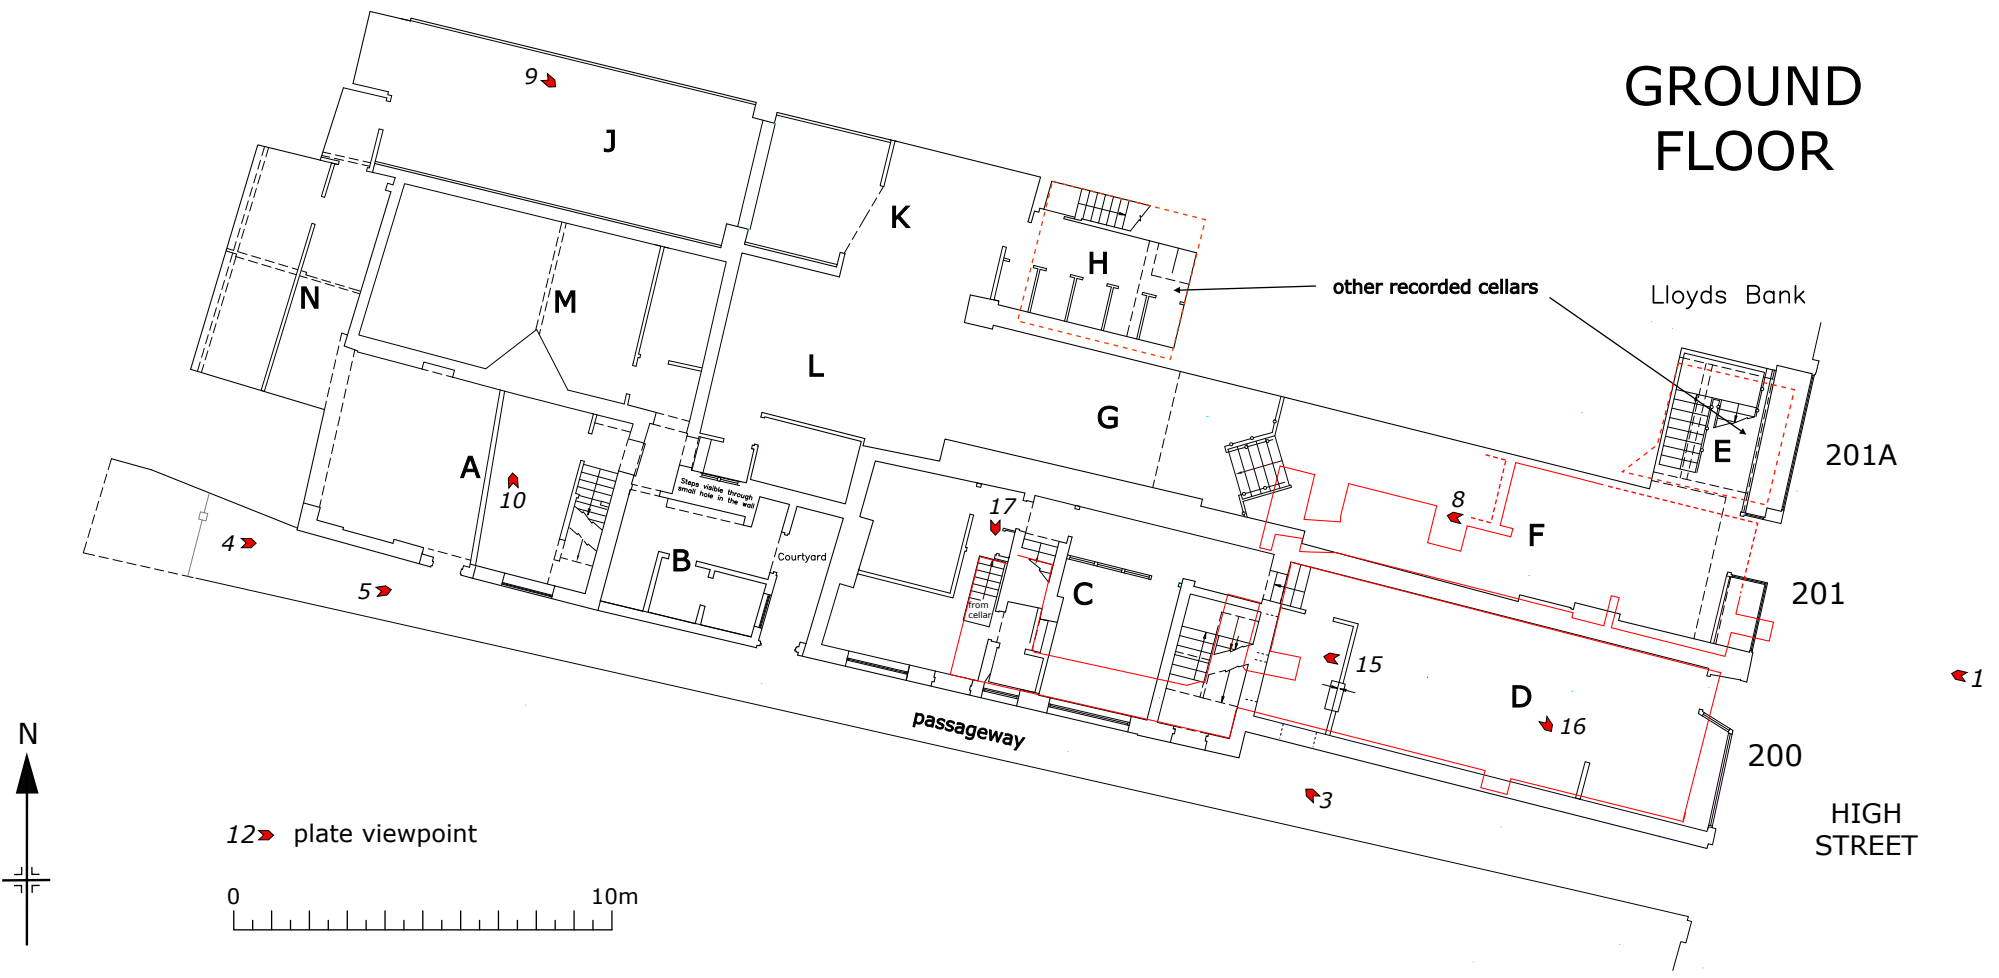 GROUND
FLOOR
9
J
K
H
other recorded cellars
Lloyds Bank
N
M
L
G
E
201A
A
10
Steps visible through
small hole in the wall
17
8
F
4
5
B
Courtyard
C
from
cellar
201
15
D
16
1
passageway
200
3
HIGH
STREET
N
12 plate viewpoint
0 10m